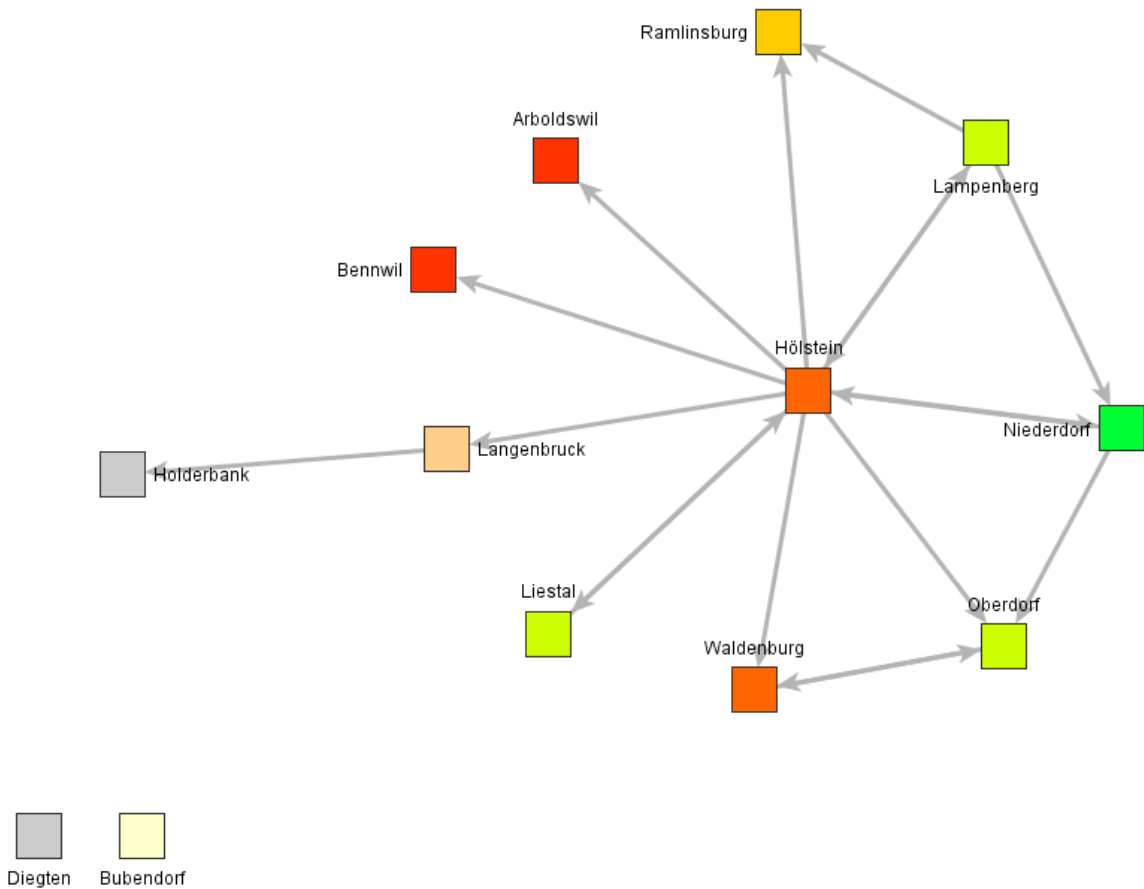 Ramlinsburg
Arboldswil
Lampenberg
Bennwil
Hölstein
Niederdorf
Langenbruck
Holderbank
Liestal
Oberdorf
Waldenburg
Diegten
Bubendorf